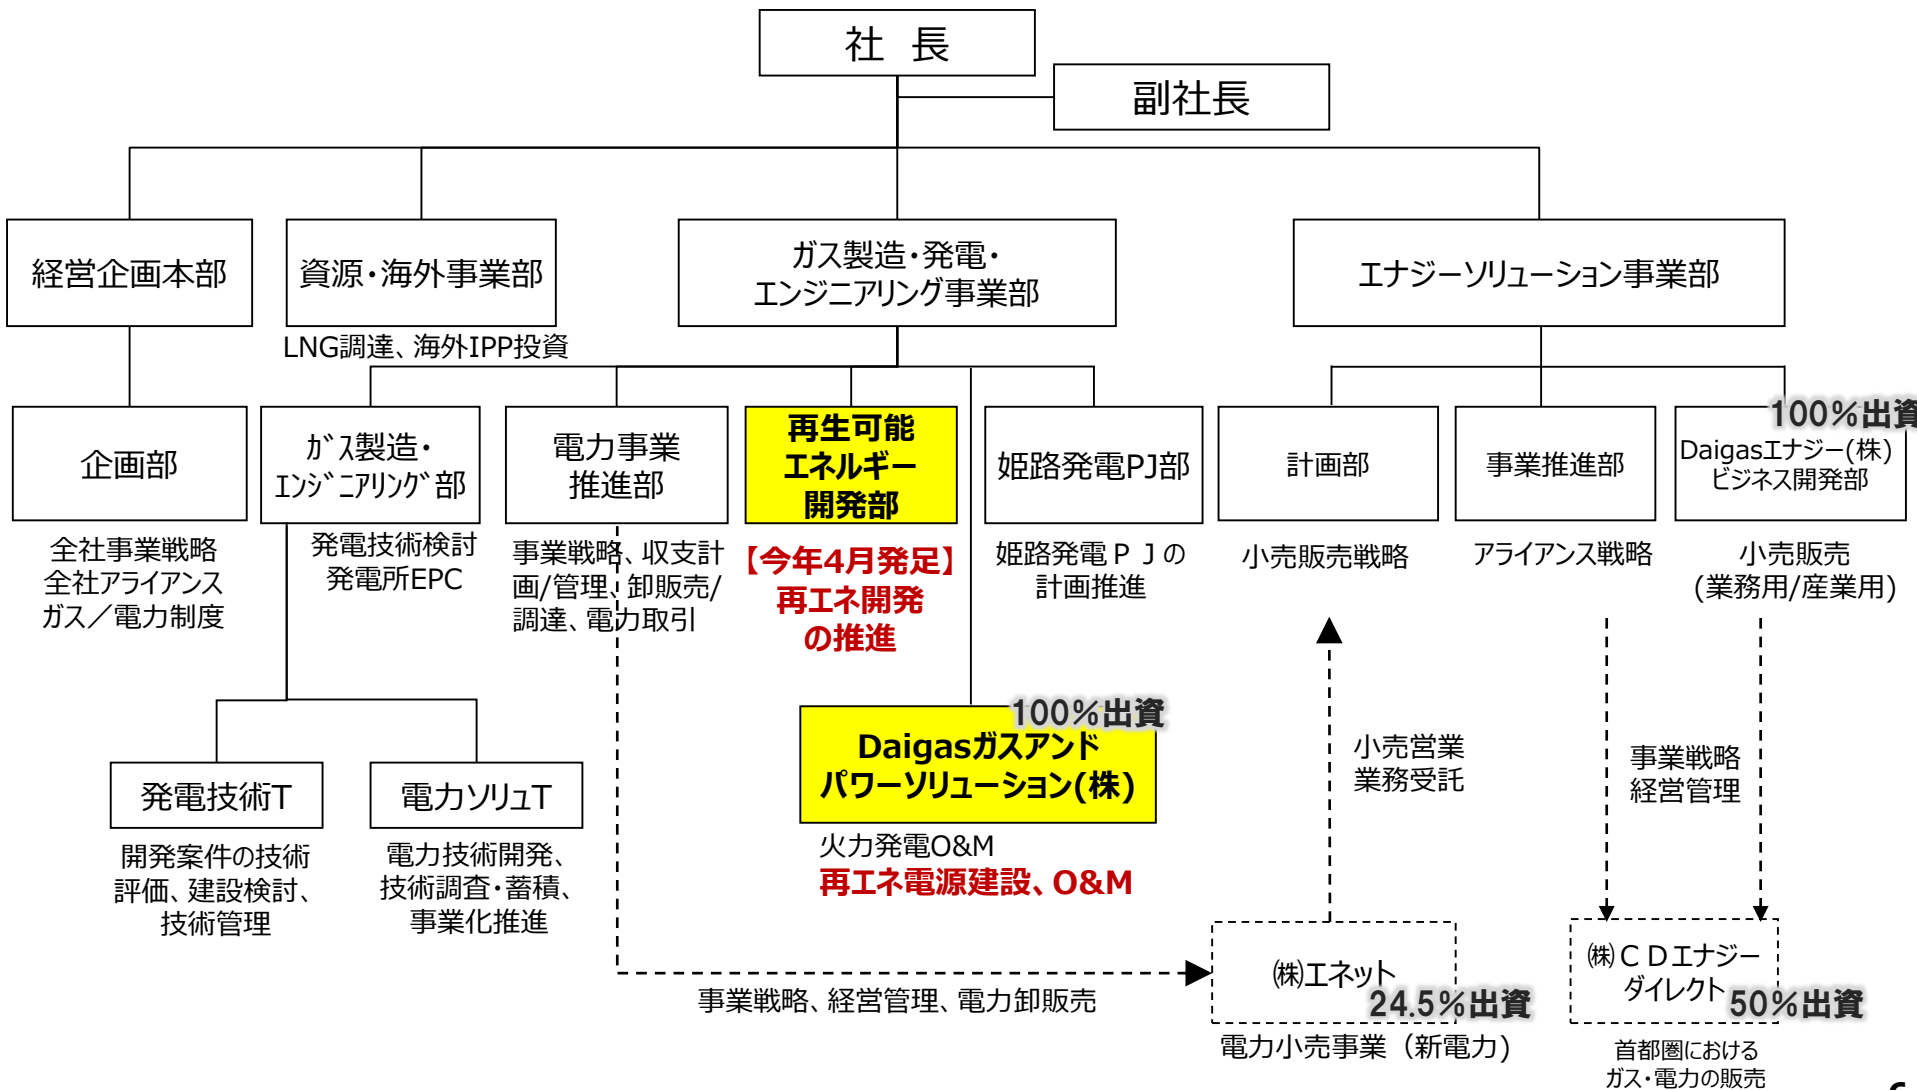 社 長
副社長
経営企画本部
資源・海外事業部
ガス製造・発電・
エンジニアリング事業部
エナジーソリューション事業部
LNG調達、海外IPP投資
企画部
ｶﾞｽ製造・
ｴﾝｼﾞﾆｱﾘﾝｸﾞ部
電力事業
推進部
再生可能
エネルギー
開発部
姫路発電PJ部
計画部
事業推進部
100%出資
Daigasエナジー(株)
ビジネス開発部
全社事業戦略
全社アライアンス
ガス／電力制度
発電技術検討
発電所EPC
事業戦略、収支計
画/管理、卸販売/
調達、電力取引
【今年4月発足】
再エネ開発
の推進
姫路発電ＰＪの
計画推進
小売販売戦略
アライアンス戦略
小売販売
(業務用/産業用)
発電技術T
電力ソリュT
100%出資
Daigasガスアンド
パワーソリューション(株)
小売営業
業務受託
事業戦略
経営管理
開発案件の技術
評価、建設検討、
技術管理
電力技術開発、
技術調査・蓄積、
事業化推進
火力発電O&M
再エネ電源建設、O&M
事業戦略、経営管理、電力卸販売
㈱エネット
24.5%出資
電力小売事業（新電力)
㈱ＣＤエナジー
ダイレクト
50%出資
首都圏における
ガス・電力の販売